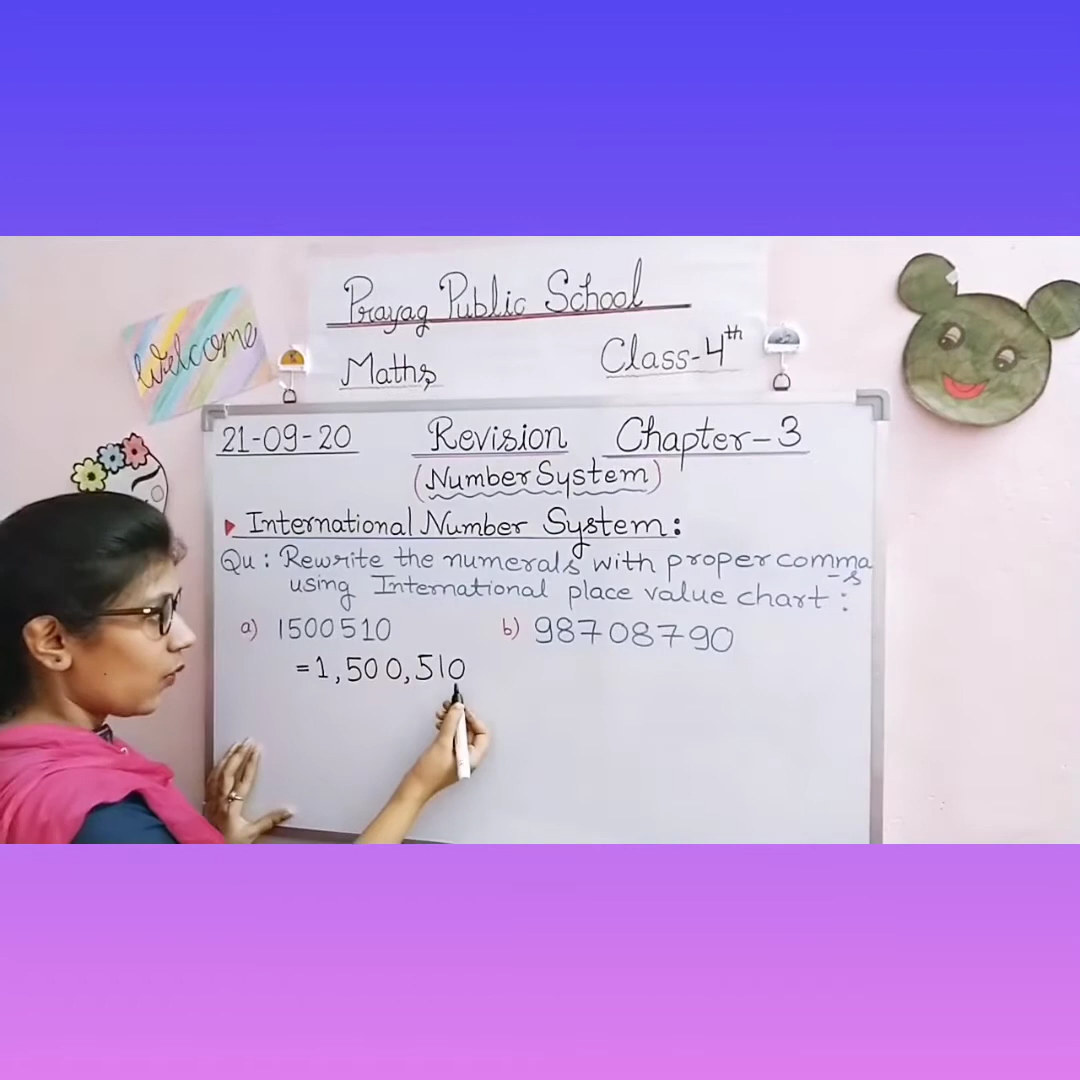 Prayag Public School
Welcome
Maths
Class-4th
21-09-20 Revision Chapter-3
(Number System)
International Number System:
Qu: Rewrite the numerals with proper comma-s
using International place value chart:
a) 1500510 b) 98708790
=1,500,510